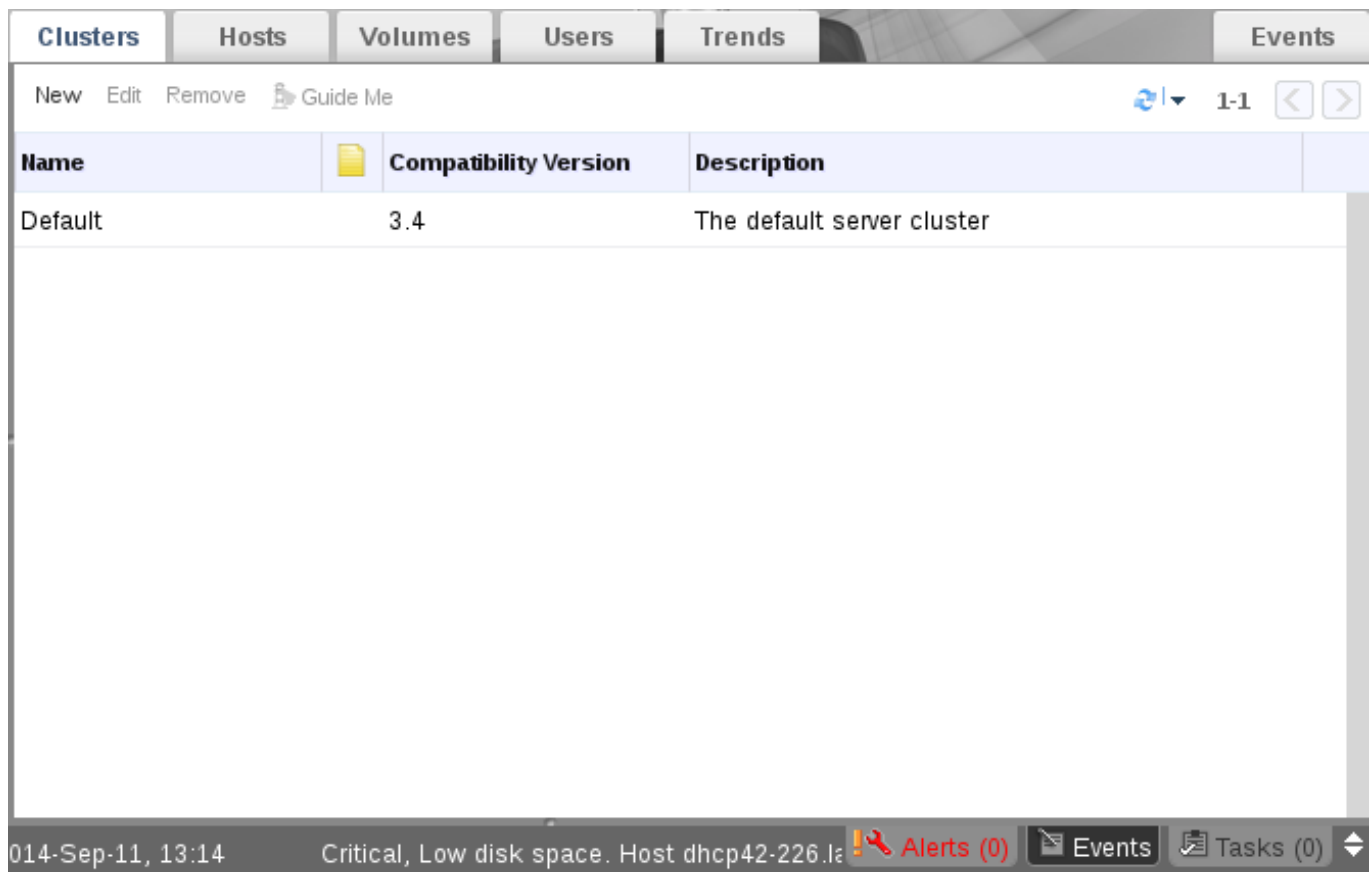 Clusters Hosts Volumes Users Trends Events
New Edit Remove Guide Me 1-1
Name Compatibility Version Description
Default 3.4 The default server cluster
014-Sep-11, 13:14 Critical, Low disk space. Host dhcp42-226.la Alerts (0) Events Tasks (0)